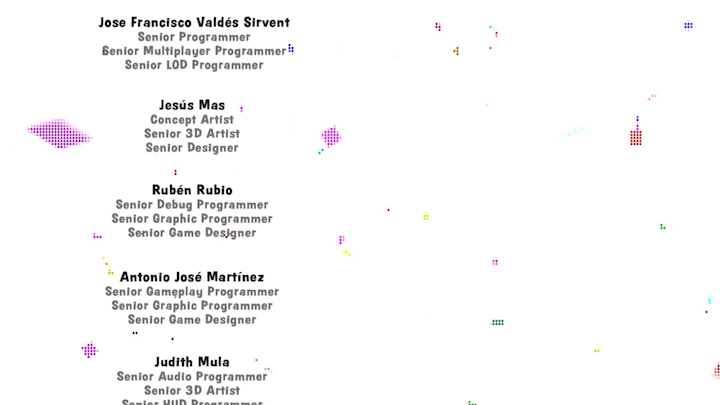 Jose Francisco Valdés Sirvent
Senior Programmer
Senior Multiplayer Programmer
Senior LOD Programmer
Jesús Mas
Concept Artist
Senior 3D Artist
Senior Designer
Rubén Rubio
Senior Debug Programmer
Senior Graphic Programmer
Senior Game Designer
Antonio José Martínez
Senior Gameplay Programmer
Senior Graphic Programmer
Senior Game Designer
Judith Mula
Senior Audio Programmer
Senior 3D Artist
Senior HUD Programmer